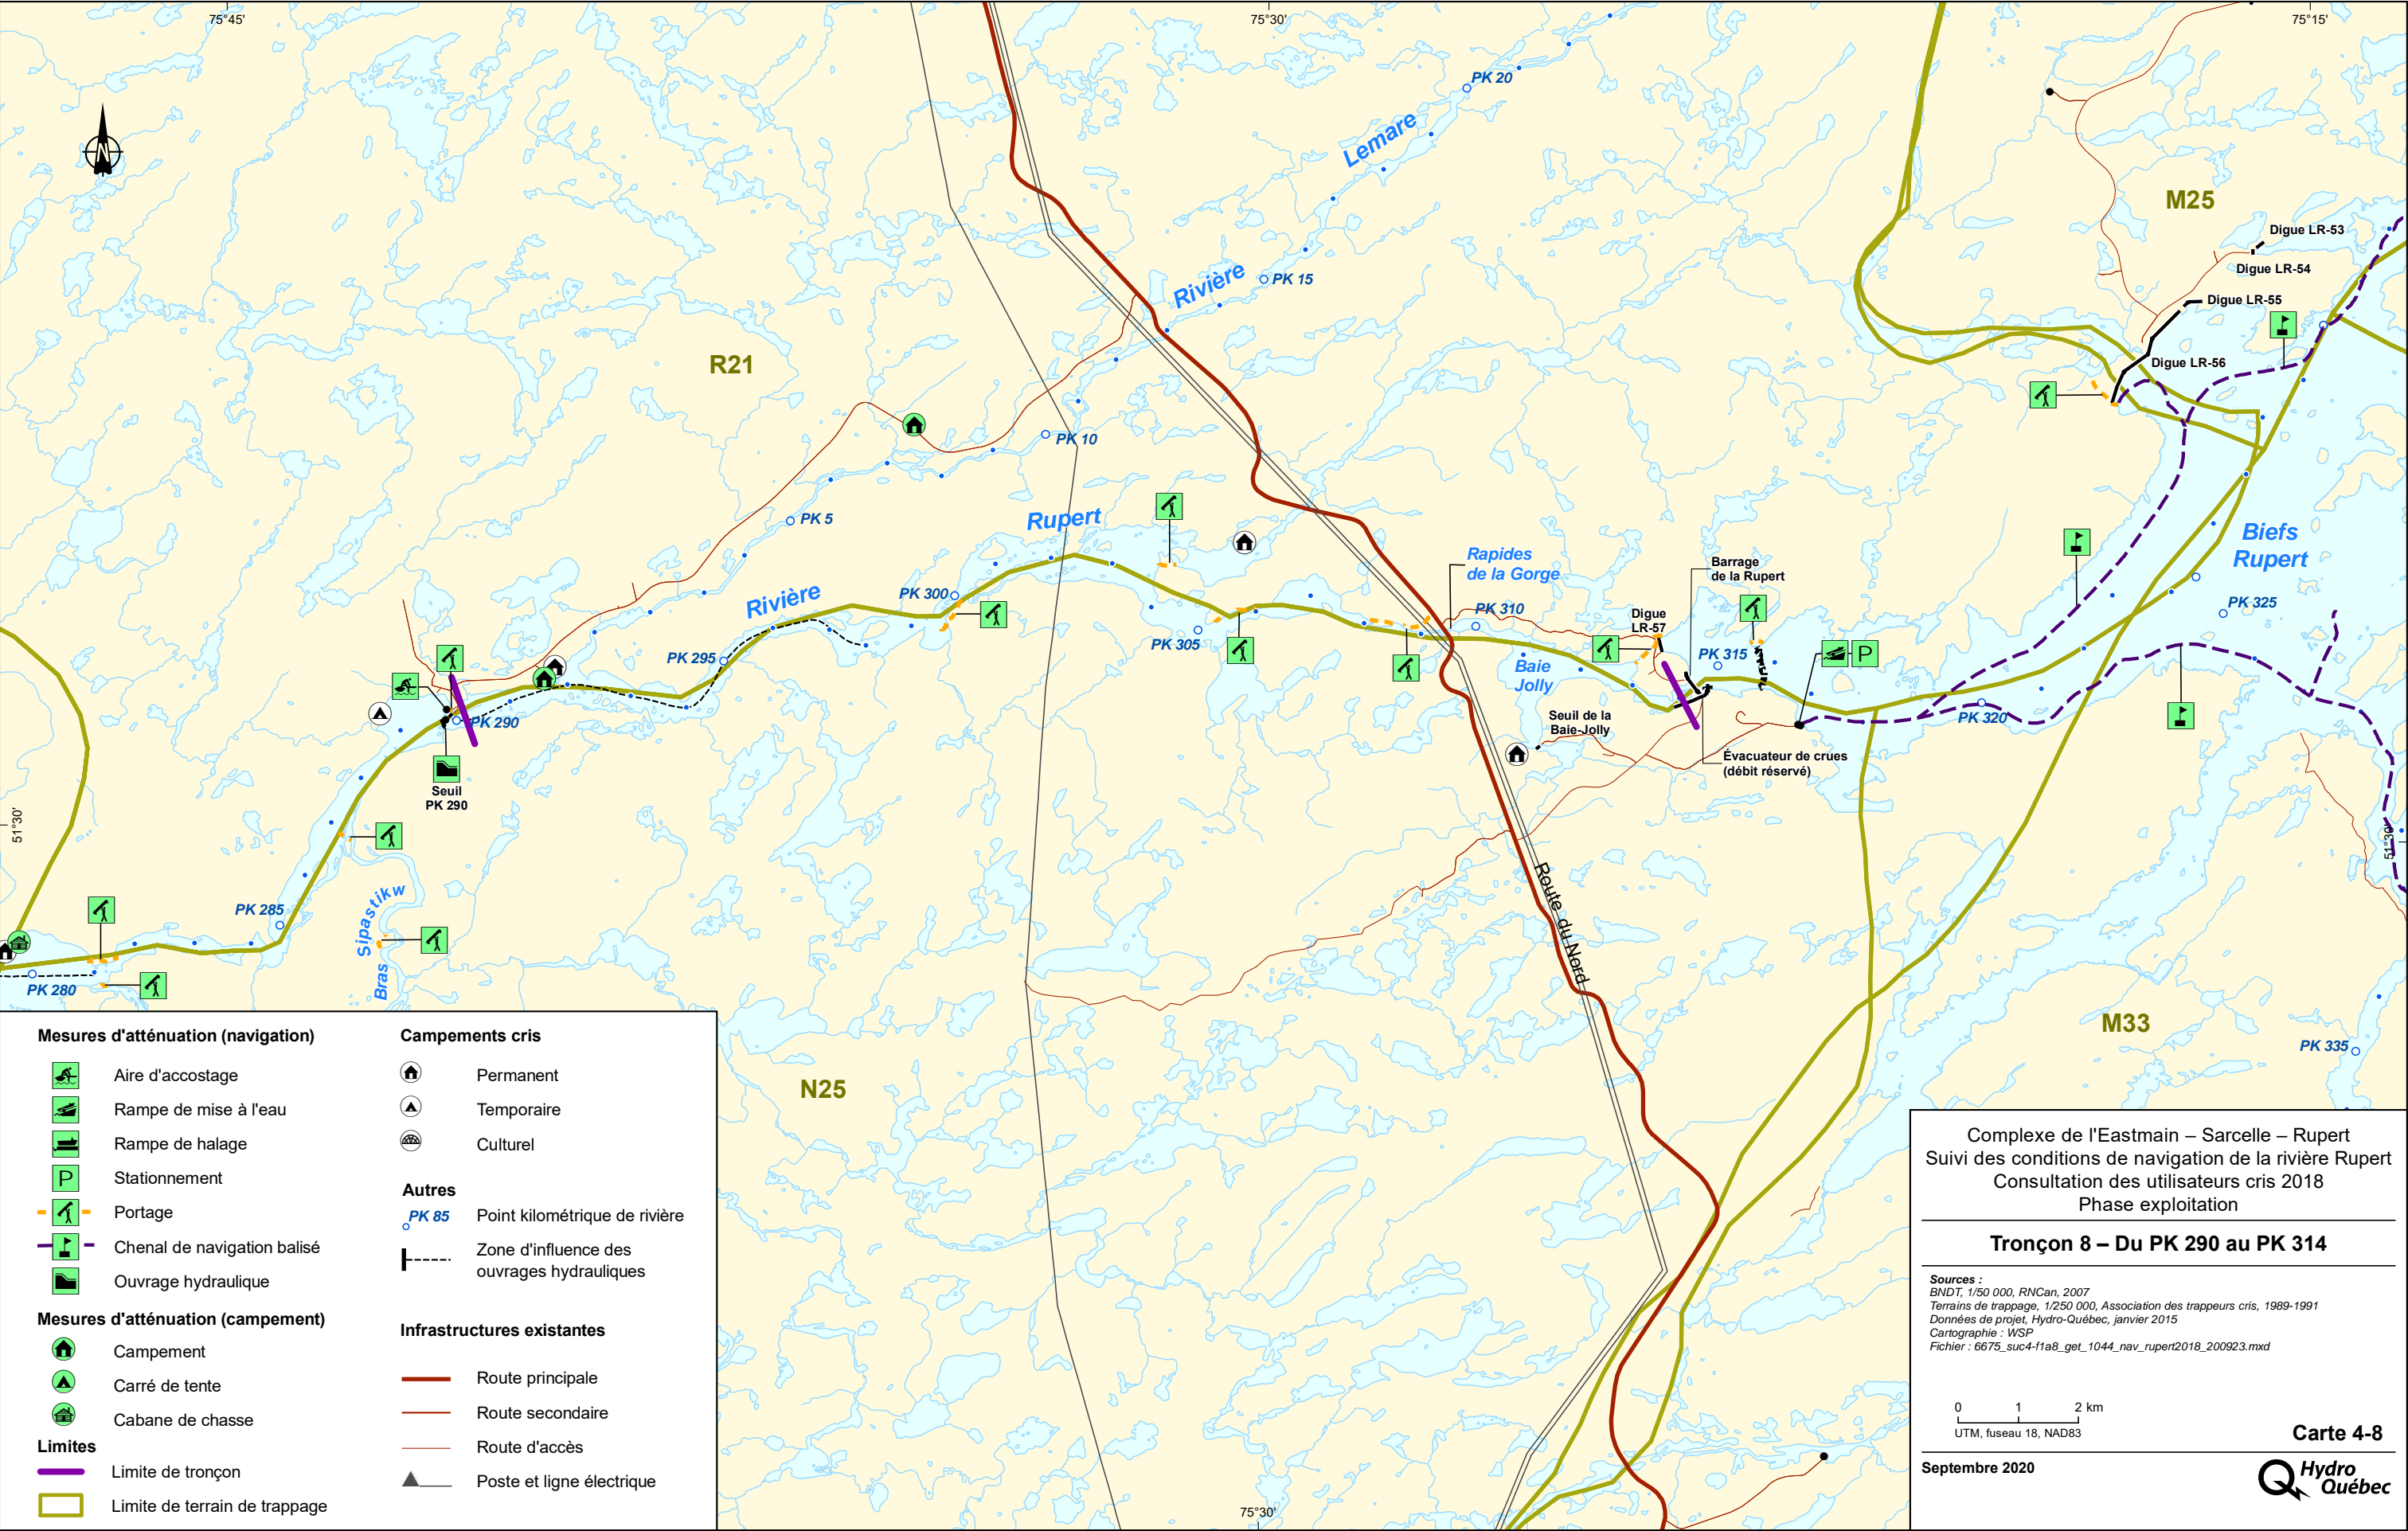 75°45'
75°30'
75°15'
PK 20
Lemare
M25
Digue LR-53
Digue LR-54
Rivière
PK 15
Digue LR-55
R21
Digue LR-56
PK 10
PK 5
Rupert
Biefs
Rupert
Rapides
de la Gorge
Barrage
de la Rupert
Rivière
PK 300
PK 310
Digue
LR-57
PK 325
PK 305
PK 295
PK 315
Baie
Jolly
PK 290
Seuil de la
Baie-Jolly
PK 320
Évacuateur de crues
(débit réservé)
Seuil
PK 290
51°30'
51°30'
Route du Nord
PK 285
Sipastikw
Bras
PK 280
M33
PK 335
N25
75°30'
Mesures d'atténuation (navigation)
Aire d'accostage
Rampe de mise à l'eau
Rampe de halage
P Stationnement
Portage
Chenal de navigation balisé
Ouvrage hydraulique
Mesures d'atténuation (campement)
Campement
Carré de tente
Cabane de chasse
Limites
Limite de tronçon
Limite de terrain de trappage
Campements cris
Permanent
Temporaire
Culturel
Autres
PK 85 Point kilométrique de rivière
Zone d'influence des
ouvrages hydrauliques
Infrastructures existantes
Route principale
Route secondaire
Route d'accès
Poste et ligne électrique
Complexe de l'Eastmain – Sarcelle – Rupert
Suivi des conditions de navigation de la rivière Rupert
Consultation des utilisateurs cris 2018
Phase exploitation
Tronçon 8 – Du PK 290 au PK 314
Sources :
BNDT, 1/50 000, RNCan, 2007
Terrains de trappage, 1/250 000, Association des trappeurs cris, 1989-1991
Données de projet, Hydro-Québec, janvier 2015
Cartographie : WSP
Fichier : 6675_suc4-f1a8_get_1044_nav_rupert2018_200923.mxd
0 1 2 km
UTM, fuseau 18, NAD83
Carte 4-8
Septembre 2020
Hydro
Québec
N
P